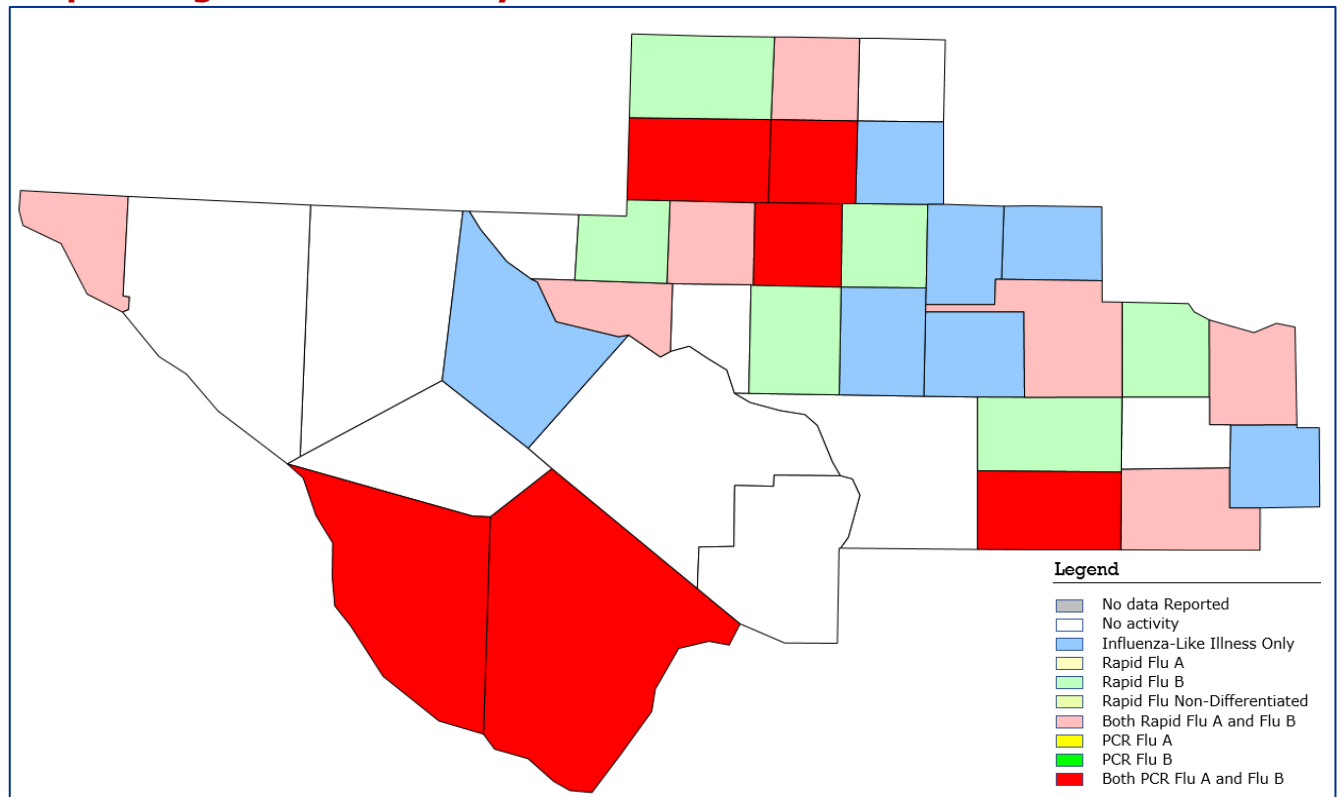 Legend
No data Reported
No activity
Influenza-Like Illness Only
Rapid Flu A
Rapid Flu B
Rapid Flu Non-Differentiated
Both Rapid Flu A and Flu B
PCR Flu A
PCR Flu B
Both PCR Flu A and Flu B